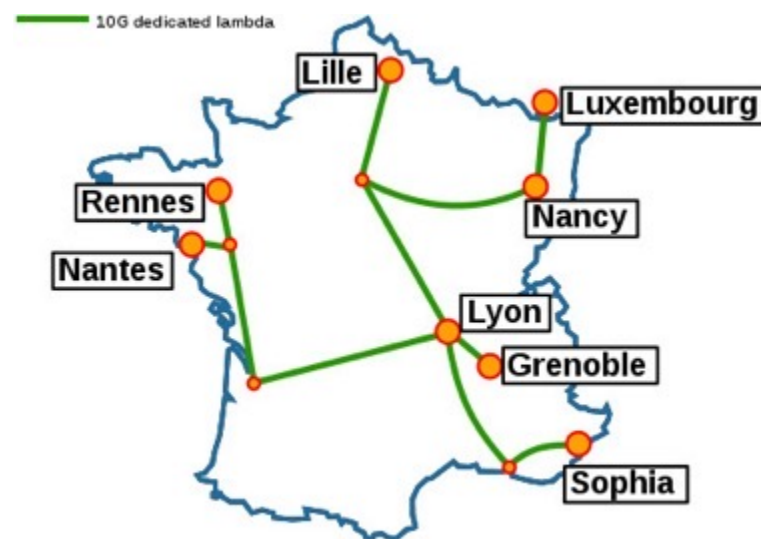 10G dedicated lambda
Lille
Luxembourg
Rennes
Nancy
Nantes
Lyon
Grenoble
Sophia